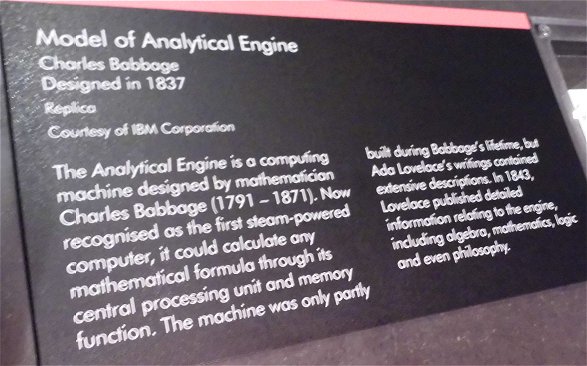 Model of Analytical Engine
Charles Babbage
Designed in 1837
Replica
Courtesy of IBM Corporation
The Analytical Engine is a computing
machine designed by mathematician
Charles Babbage (1791 – 1871). Now
recognised as the first steam-powered
computer, it could calculate any
mathematical formula through its
central processing unit and memory
function. The machine was only partly
built during Babbage's lifetime, but
Ada Lovelace's writings contained
extensive descriptions. In 1843,
Lovelace published detailed
information relating to the engine,
including algebra, mathematics, logic
and even philosophy.